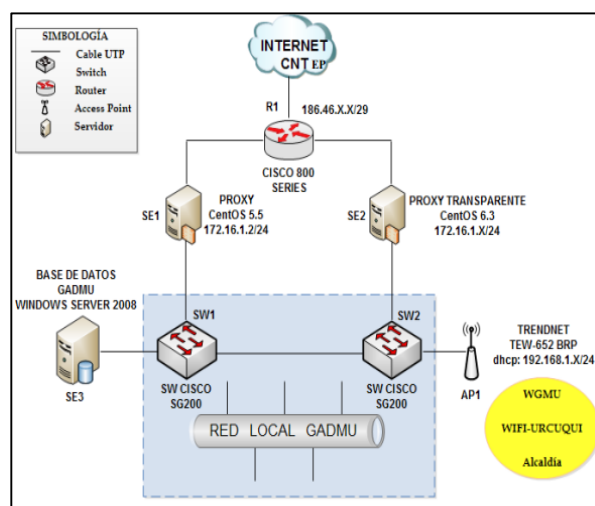 SIMBOLOGÍA
Cable UTP
Switch
Router
Access Point
Servidor
INTERNET
CNT EP
R1
186.46.X.X/29
CISCO 800
SERIES
SE1
PROXY
CentOS 5.5
172.16.1.2/24
SE2
PROXY TRANSPARENTE
CentOS 6.3
172.16.1.X/24
BASE DE DATOS
GADMU
WINDOWS SERVER 2008
SE3
SW1
SW CISCO
SG200
SW2
SW CISCO
SG200
TRENDNET
TEW-652 BRP
dhcp: 192.168.1.X/24
AP1
RED LOCAL GADMU
WGMU
WIFI-URCUQUI
Alcaldía